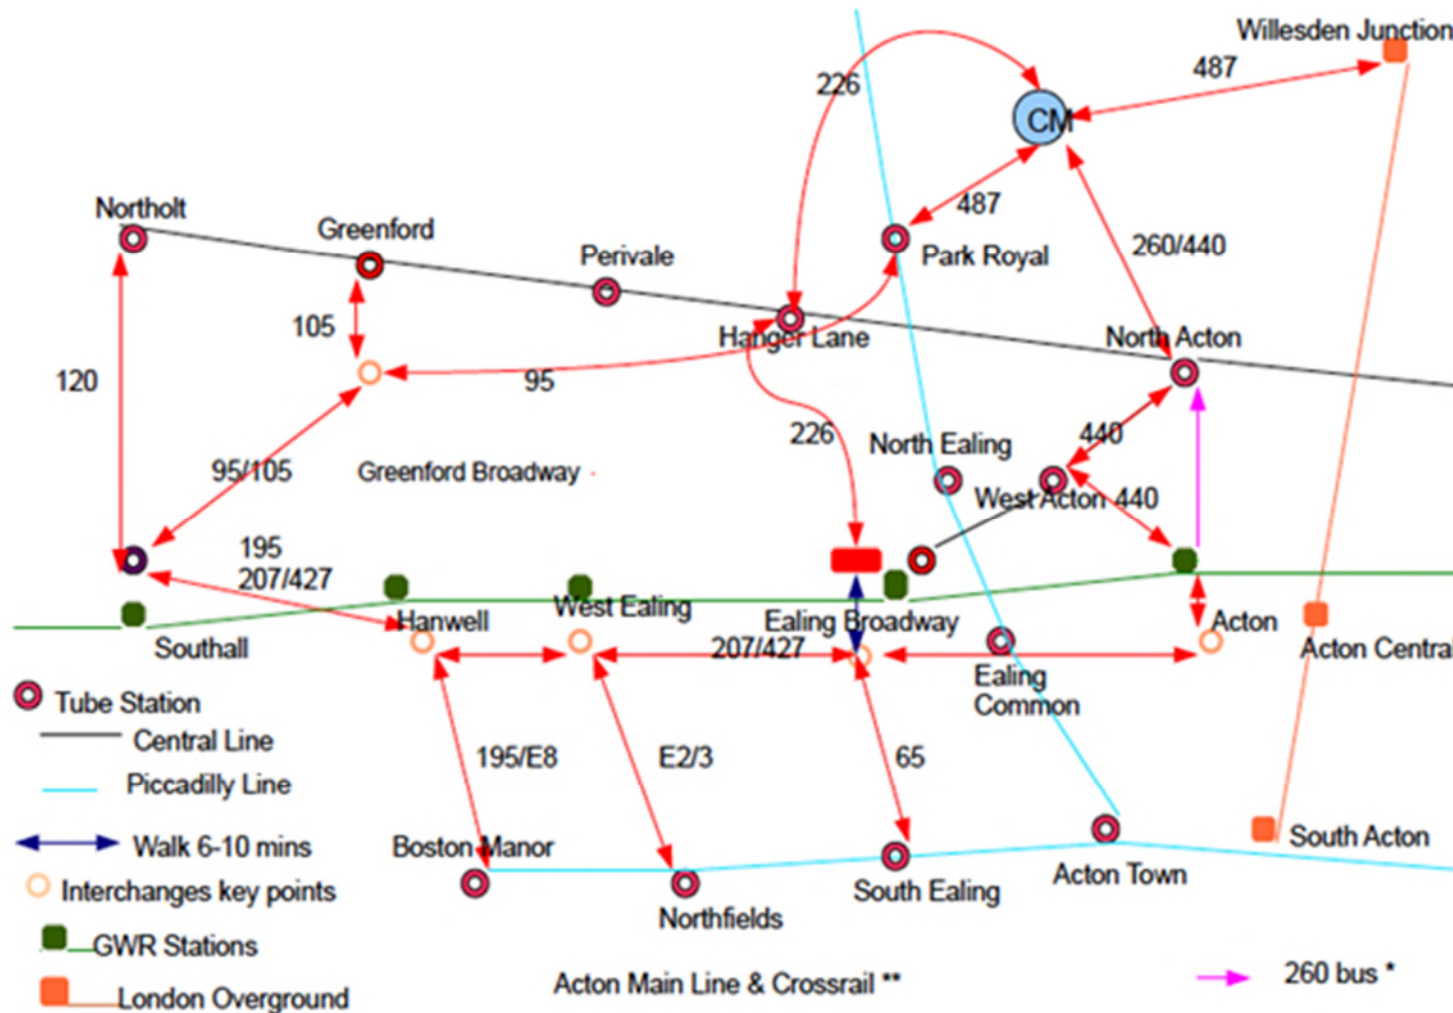 Willesden Junction
226
487
CM
Northolt
Greenford
487
260/440
Perivale
Park Royal
105
Hanger Lane
North Acton
120
95
226
440
North Ealing
95/105
Greenford Broadway
West Acton 440
195
207/427
Hanwell
West Ealing
Ealing Broadway
Acton
Southall
207/427
Acton Central
Ealing
Common
Tube Station
Central Line
195/E8
E2/3
65
Piccadilly Line
Walk 6-10 mins
Boston Manor
South Acton
Acton Town
Interchanges key points
South Ealing
Northfields
GWR Stations
Acton Main Line & Crossrail **
260 bus *
London Overground